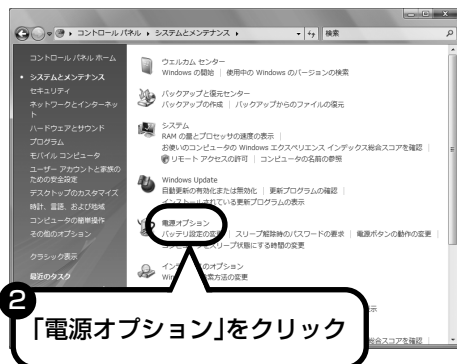 コントロール パネル ▸ システムとメンテナンス ▸
検索
コントロール パネル ホーム
システムとメンテナンス
セキュリティ
ネットワークとインターネッ
ト
ハードウェアとサウンド
プログラム
モバイル コンピュータ
ユーザー アカウントと家族の
ための安全設定
デスクトップのカスタマイズ
時計、言語、および地域
コンピュータの簡単操作
その他のオプション
クラシック表示
最近のタスク
ウェルカム センター
Windows の開始 | 使用中の Windows のバージョンの検索
バックアップと復元センター
バックアップの作成 | バックアップからのファイルの復元
システム
RAM の量とプロセッサの速度の表示 |
お使いのコンピュータの Windows エクスペリエンス インデックス総合スコアを確認 |
リモート アクセスの許可 | コンピュータの名前の参照
Windows Update
自動更新の有効化または無効化 | 更新プログラムの確認 |
インストールされている更新プログラムの表示
電源オプション
バッテリ設定の変更 | スリープ解除時のパスワードの要求 | 電源ボタンの動作の変更 |
コンピュータがスリープ状態にする時間の変更
インデックスのオプション
Win 検索方法の変更
示
総合スコアを確認 |
2
「電源オプション」をクリック